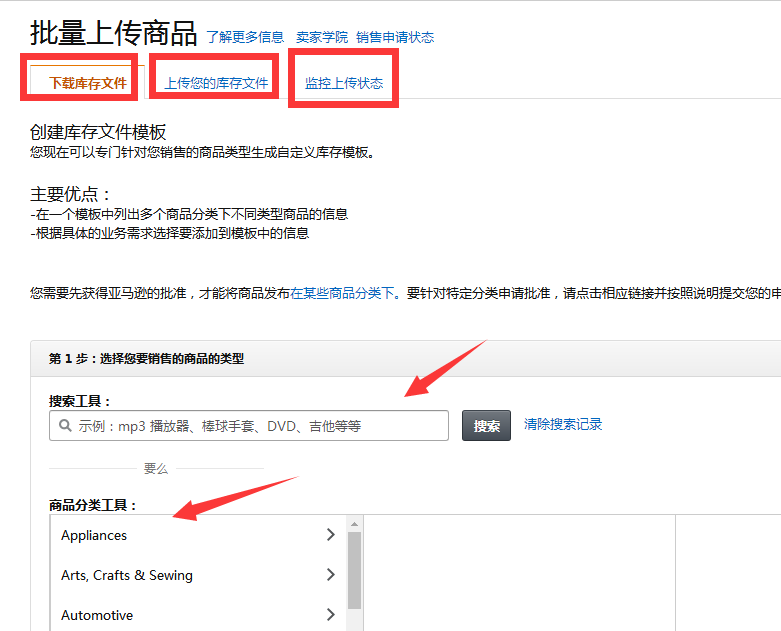 批量上传商品 了解更多信息 卖家学院 销售申请状态
下载库存文件 上传您的库存文件 监控上传状态
创建库存文件模板
您现在可以专门针对您销售的商品类型生成自定义库存模板。
主要优点：
-在一个模板中列出多个商品分类下不同类型商品的信息
-根据具体的业务需求选择要添加到模板中的信息
您需要先获得亚马逊的批准，才能将商品发布在某些商品分类下。要针对特定分类申请批准，请点击相应链接并按照说明提交您的申
第 1 步：选择您要销售的商品的类型
搜索工具：
示例：mp3 播放器、棒球手套、DVD、吉他等等 搜索 清除搜索记录
要么
商品分类工具：
Appliances
Arts, Crafts & Sewing
Automotive